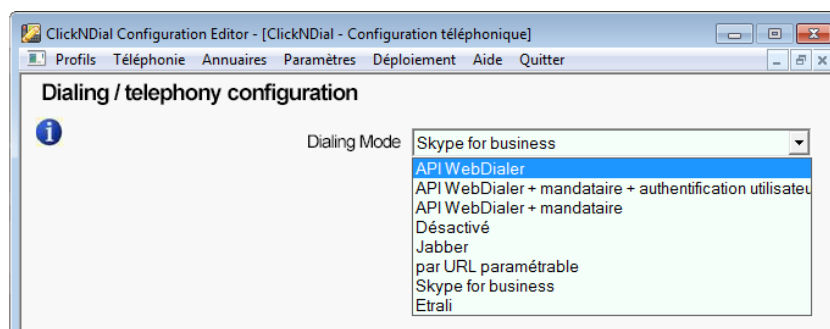 ClickNDial Configuration Editor - [ClickNDial - Configuration téléphonique]
Profils Téléphonie Annuaires Paramètres Déploiement Aide Quitter
Dialing / telephony configuration
Dialing Mode Skype for business
API WebDialer
API WebDialer + mandataire + authentification utilisateu
API WebDialer + mandataire
Désactivé
Jabber
par URL paramétrable
Skype for business
Etrali